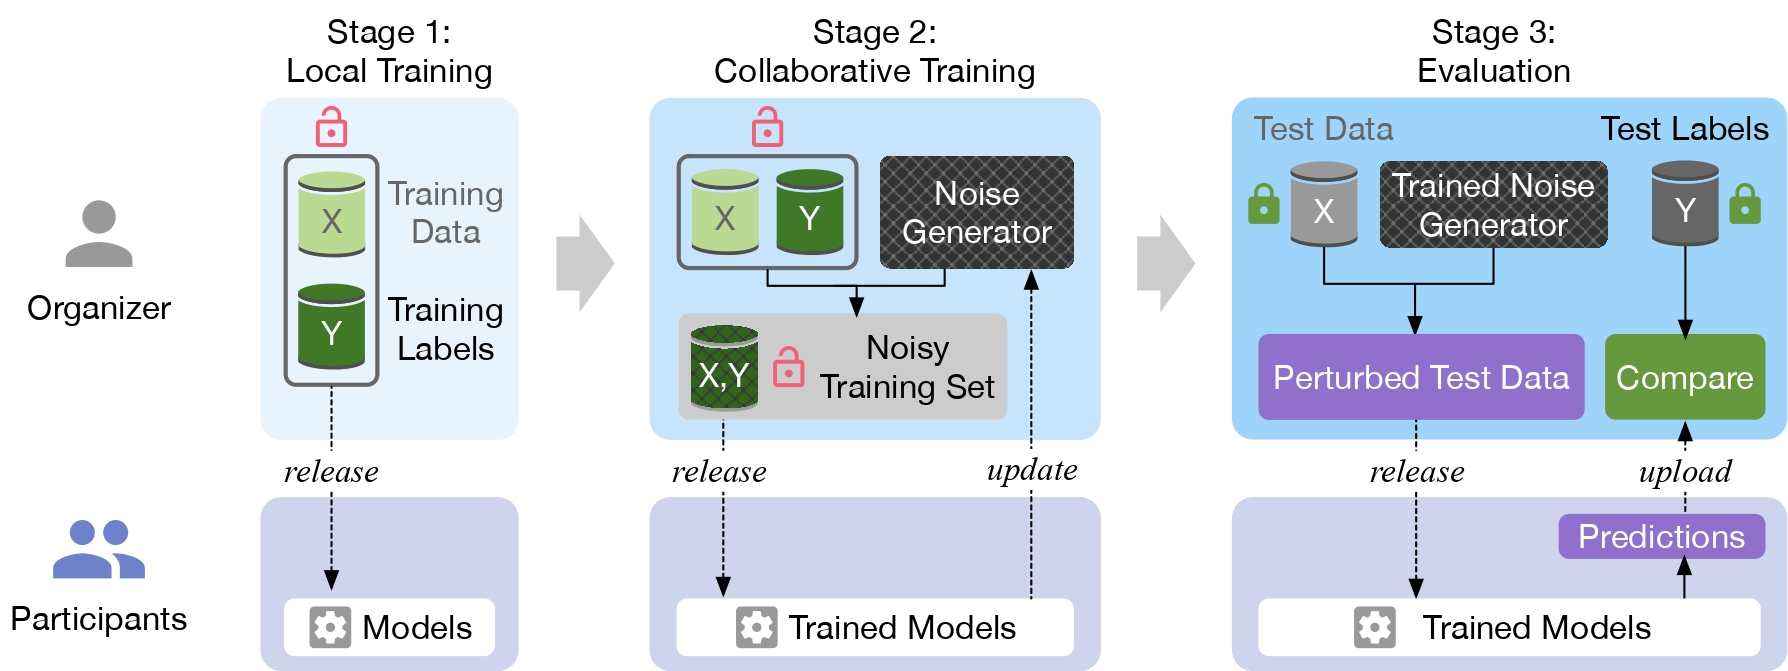 Stage 1:
Local Training
Stage 2:
Collaborative Training
Stage 3:
Evaluation
Organizer
Participants
X
Training
Data
Y
Training
Labels
release
Models
X
Y
Noise
Generator
X,Y
Noisy
Training Set
release
update
Trained Models
Test Data
Test Labels
X
Trained Noise
Generator
Y
Perturbed Test Data
Compare
release
upload
Predictions
Trained Models